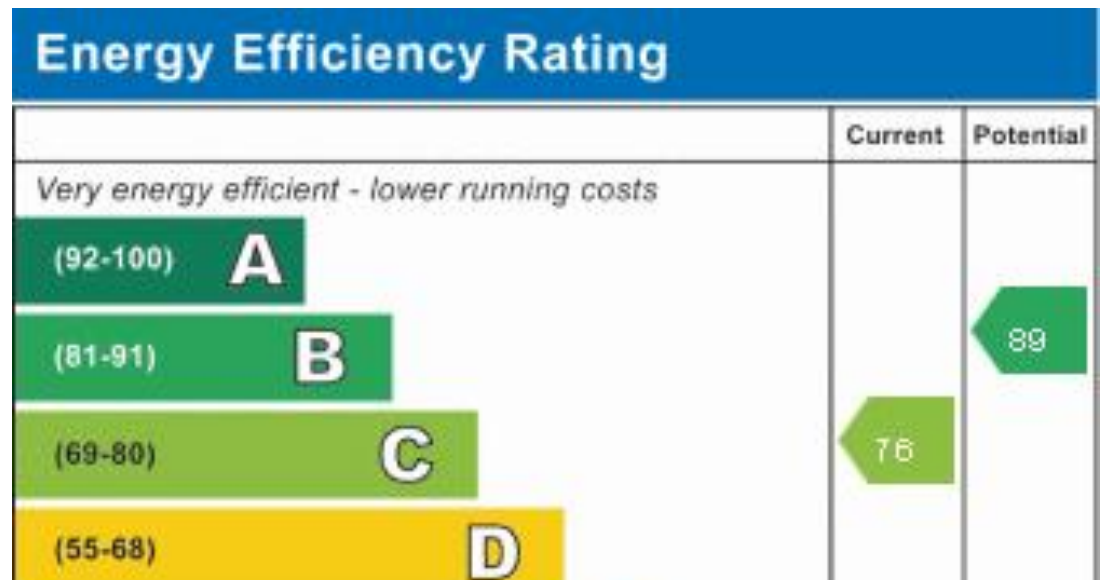 Energy Efficiency Rating
Current Potential
Very energy efficient - lower running costs
(92-100) A
(81-91) B
89
(69-80) C
76
(55-68) D